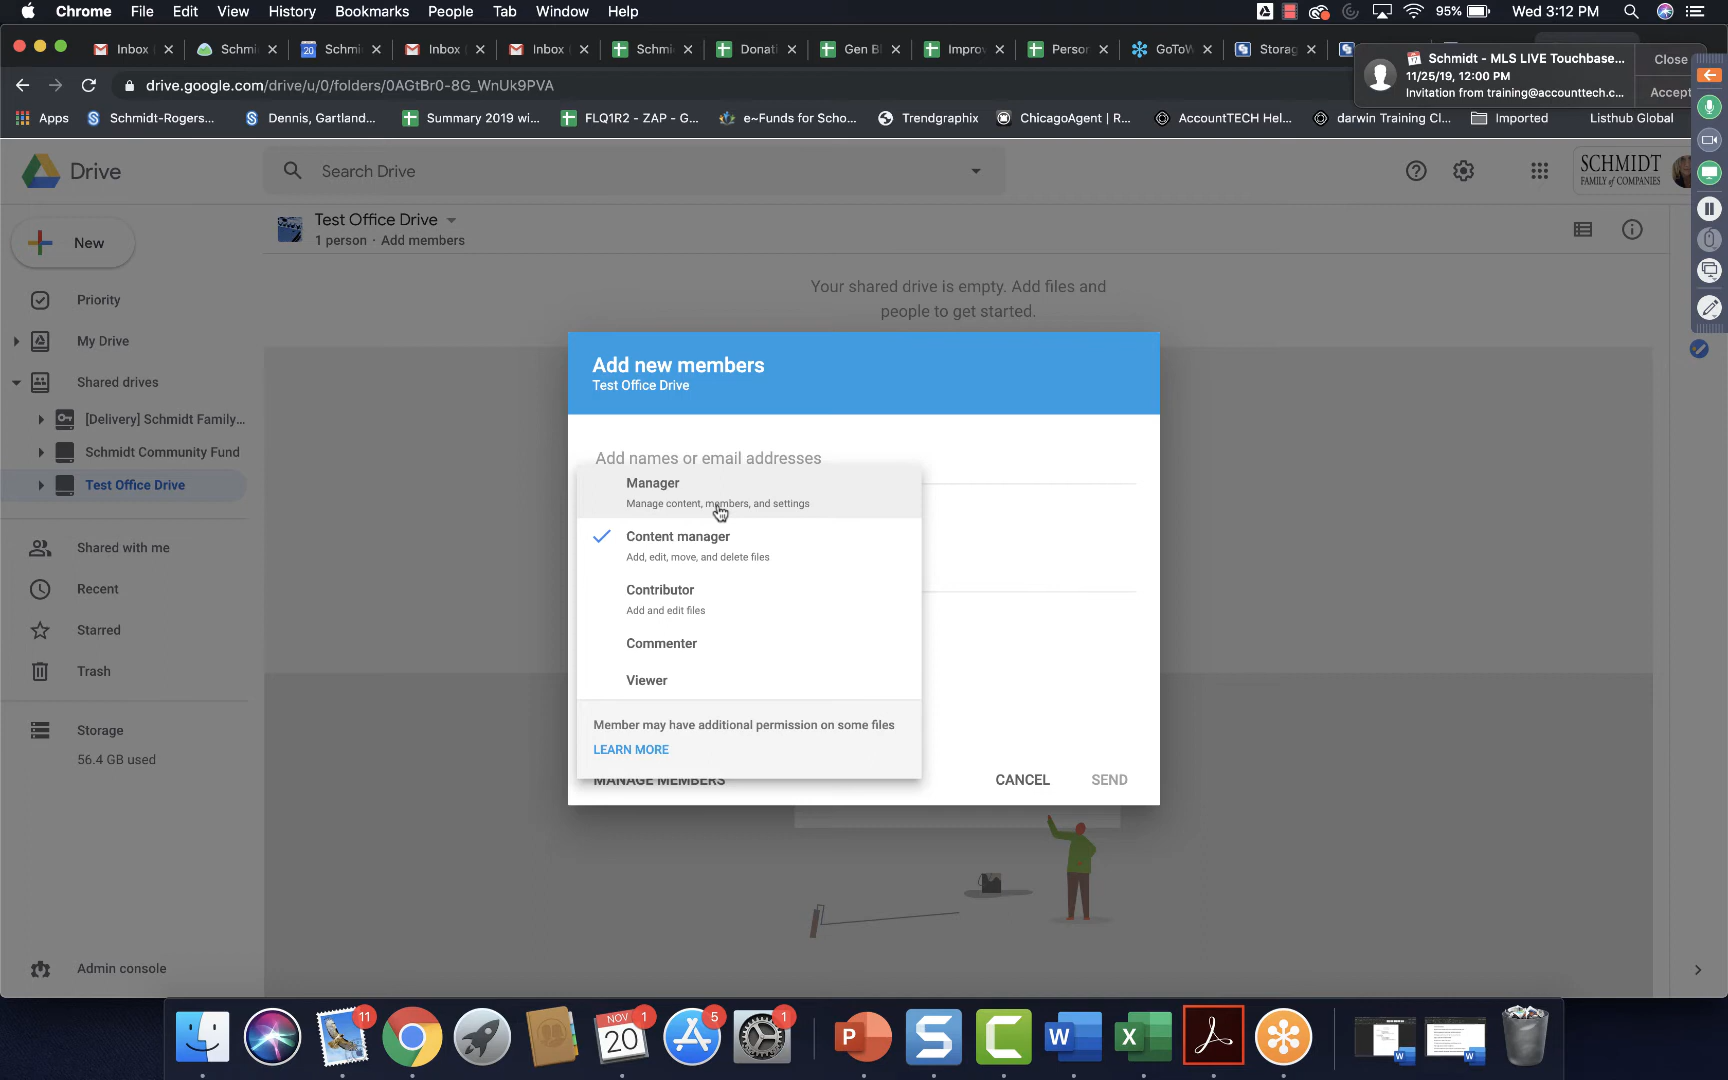 Chrome File Edit View History Bookmarks People Tab Window Help 95% Wed 3:12 PM
Inbox Schmi Schmi Inbox Inbox Schmi Donati Gen Bl Improv Person GoToW Storag
Schmidt - MLS LIVE Touchbase... Close
11/25/19, 12:00 PM
Invitation from training@accounttech.c... Accept
drive.google.com/drive/u/0/folders/0AGtBr0-8G_WnUk9PVA
Apps Schmidt-Rogers... Dennis, Gartland... Summary 2019 wi... FLQ1R2 - ZAP - G... e~Funds for Scho... Trendgraphix ChicagoAgent | R... AccountTECH Hel... darwin Training Cl... Imported Listhub Global
Drive
Search Drive
SCHMIDT
FAMILY of COMPANIES
New
Test Office Drive
1 person · Add members
Priority
My Drive
Shared drives
[Delivery] Schmidt Family...
Schmidt Community Fund
Test Office Drive
Shared with me
Recent
Starred
Trash
Storage
56.4 GB used
Admin console
Your shared drive is empty. Add files and
people to get started.
Add new members
Test Office Drive
Add names or email addresses
Manager
Manage content, members, and settings
Content manager
Add, edit, move, and delete files
Contributor
Add and edit files
Commenter
Viewer
Member may have additional permission on some files
LEARN MORE
MANAGE MEMBERS
CANCEL SEND
11 NOV 20 1 5 1 P S C W X W W